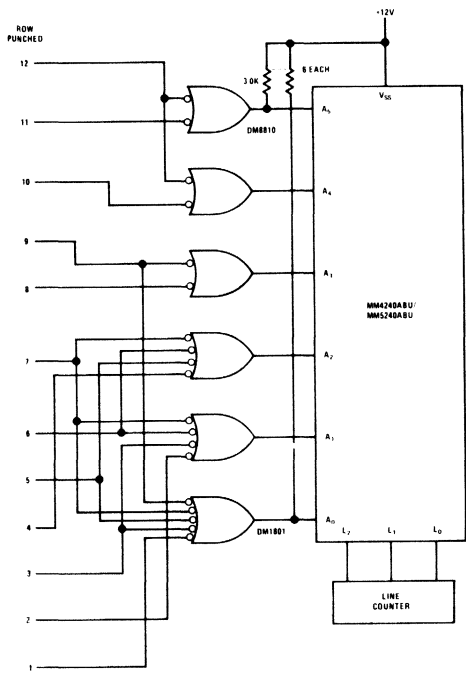 +12V
ROW
PUNCHED
12
3 0K
6 EACH
VSS
11
DM8810
A5
10
A4
9
8
A1
MM4240ABU/
MM5240ABU
7
A2
6
A1
5
4
DM1801
A0
L2
L1
L0
3
LINE
COUNTER
2
1